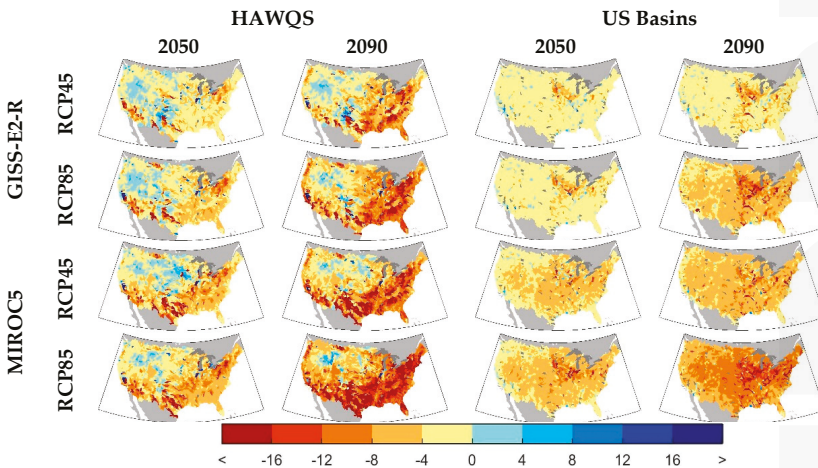 HAWQS US Basins
2050 2090 2050 2090
GISS-E2-R
RCP45
RCP85
MIROC5
RCP45
RCP85
< -16 -12 -8 -4 0 4 8 12 16 >